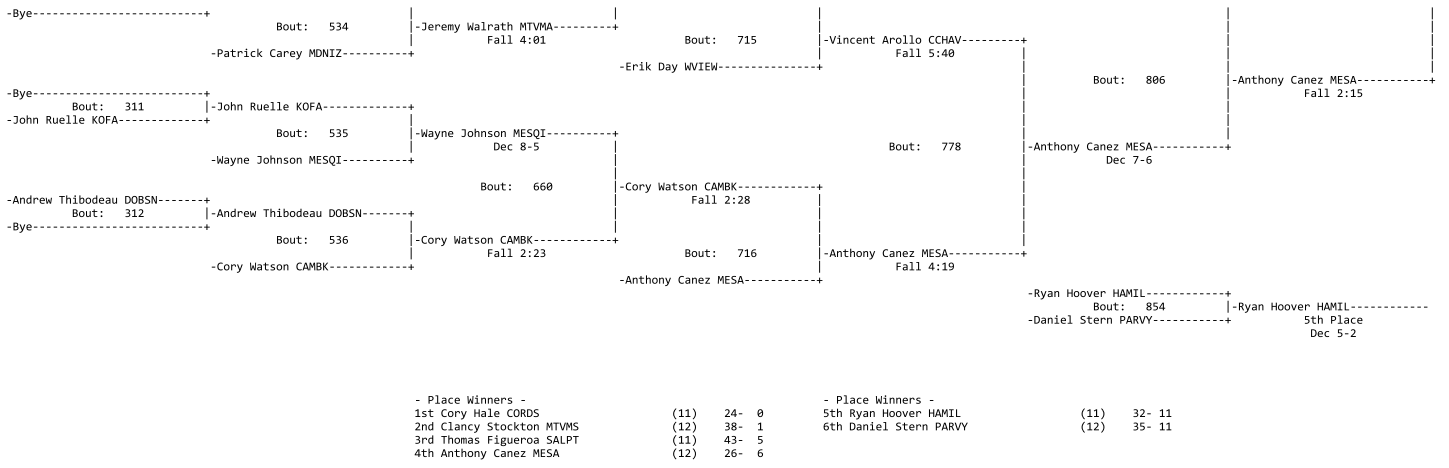 -Bye--------------------------+ | | | | |
Bout: 534 |-Jeremy Walrath MTVMA---------+ | | |
| Fall 4:01 Bout: 715 |-Vincent Arollo CCHAV---------+ | |
-Patrick Carey MDNIZ----------+ | Fall 5:40 | | |
-Erik Day WVIEW---------------+ | | |
Bout: 806 |-Anthony Canez MESA-----------+
-Bye--------------------------+ | | Fall 2:15
Bout: 311 |-John Ruelle KOFA-------------+ | |
-John Ruelle KOFA-------------+ | | |
Bout: 535 |-Wayne Johnson MESQI----------+ | |
| Dec 8-5 | Bout: 778 |-Anthony Canez MESA-----------+
-Wayne Johnson MESQI----------+ | | Dec 7-6
Bout: 660 |-Cory Watson CAMBK------------+ |
-Andrew Thibodeau DOBSN-------+ | Fall 2:28 | |
Bout: 312 |-Andrew Thibodeau DOBSN-------+ | | |
-Bye--------------------------+ | | | |
Bout: 536 |-Cory Watson CAMBK------------+ | |
| Fall 2:23 Bout: 716 |-Anthony Canez MESA-----------+
-Cory Watson CAMBK------------+ | Fall 4:19
-Anthony Canez MESA-----------+
-Ryan Hoover HAMIL------------+
Bout: 854 |-Ryan Hoover HAMIL------------
-Daniel Stern PARVY-----------+ 5th Place
Dec 5-2
- Place Winners - - Place Winners -
1st Cory Hale CORDS (11) 24- 0 5th Ryan Hoover HAMIL (11) 32- 11
2nd Clancy Stockton MTVMS (12) 38- 1 6th Daniel Stern PARVY (12) 35- 11
3rd Thomas Figueroa SALPT (11) 43- 5
4th Anthony Canez MESA (12) 26- 6